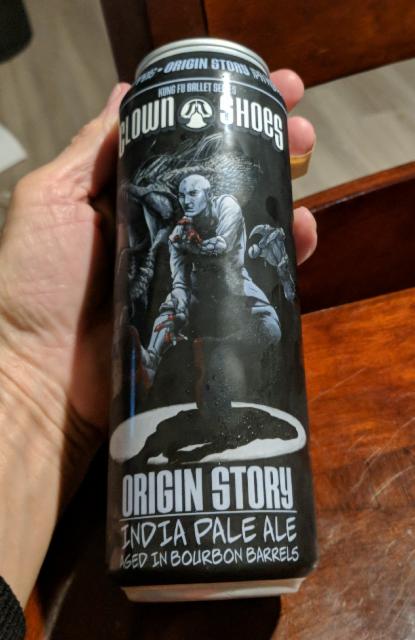 ORIGIN STORY
KUNG FU BALLET SERIES
CLOWN SHOES
ORIGIN STORY
INDIA PALE ALE
AGED IN BOURBON BARRELS